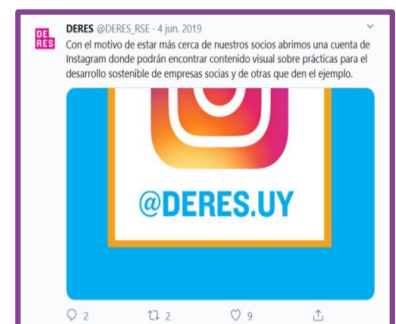 DE
RES
DERES @DERES_RSE · 4 jun. 2019
Con el motivo de estar más cerca de nuestros socios abrimos una cuenta de
Instagram donde podrán encontrar contenido visual sobre prácticas para el
desarrollo sostenible de empresas socias y de otras que den el ejemplo.
@DERES.UY
2 2 9